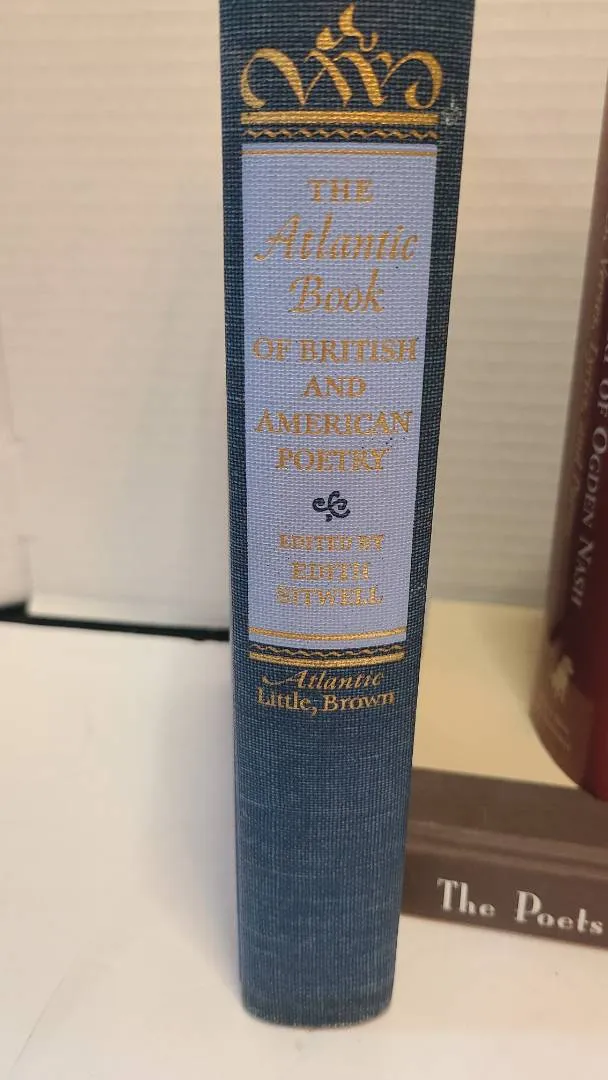 THE
Atlantic
Book
OF BRITISH
AND
AMERICAN
POETRY
EDITED BY
EDITH
SITWELL
Atlantic
Little, Brown
OF OGDEN NASH
The Poets